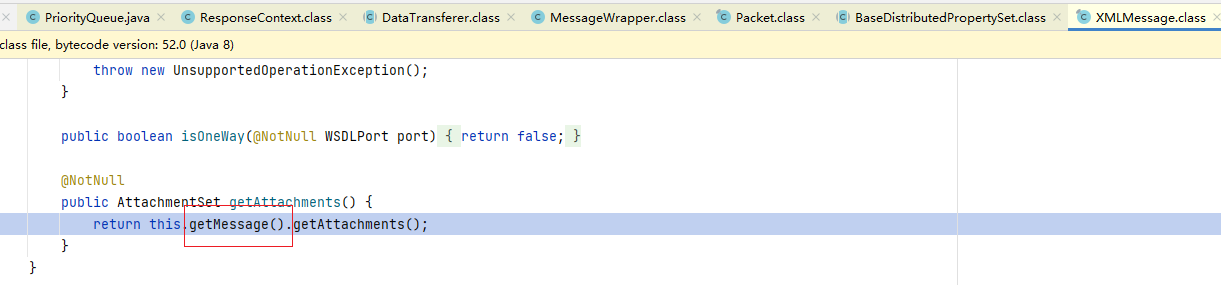 PriorityQueue.java ResponseContext.class DataTransferer.class MessageWrapper.class Packet.class BaseDistributedPropertySet.class XMLMessage.class
class file, bytecode version: 52.0 (Java 8)
throw new UnsupportedOperationException();
}
public boolean isOneWay(@NotNull WSDLPort port) { return false; }
@NotNull
public AttachmentSet getAttachments() {
return this.getMessage().getAttachments();
}
}